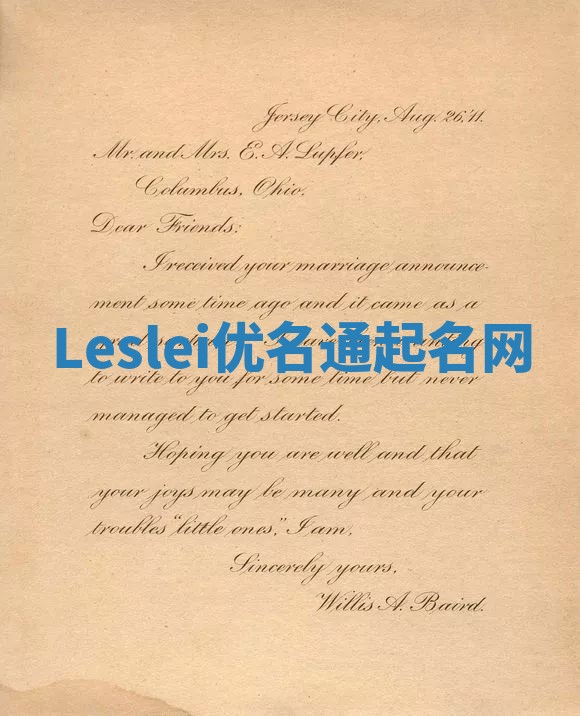 Jersey City, Aug. 26, '11.
Mr. and Mrs. E. A. Lupfer,
Columbus, Ohio.
Dear Friends:
I received your marriage announce-
ment some time ago and it came as a
Leslei优名通起名网
to write to you for some time but never
managed to get started.
Hoping you are well and that
your joys may be many and your
troubles "little ones," I am,
Sincerely yours,
Willis A. Baird.